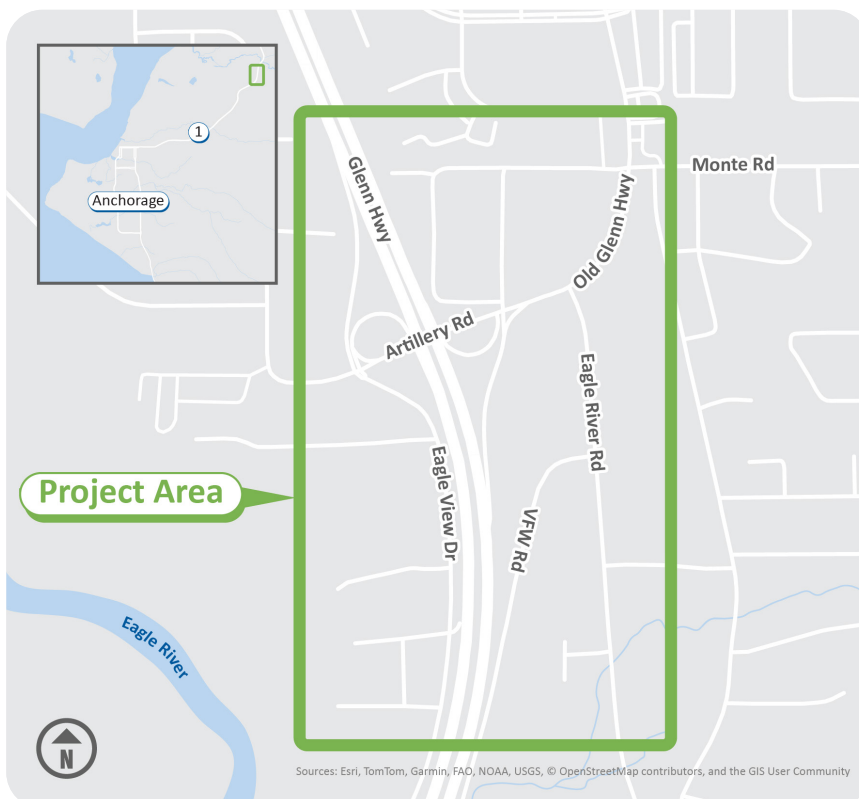 1
Anchorage
Glenn Hwy
Monte Rd
Old Glenn Hwy
Artillery Rd
Eagle River Rd
Eagle View Dr
Project Area
VFW Rd
Eagle River
N
Sources: Esri, TomTom, Garmin, FAO, NOAA, USGS, © OpenStreetMap contributors, and the GIS User Community